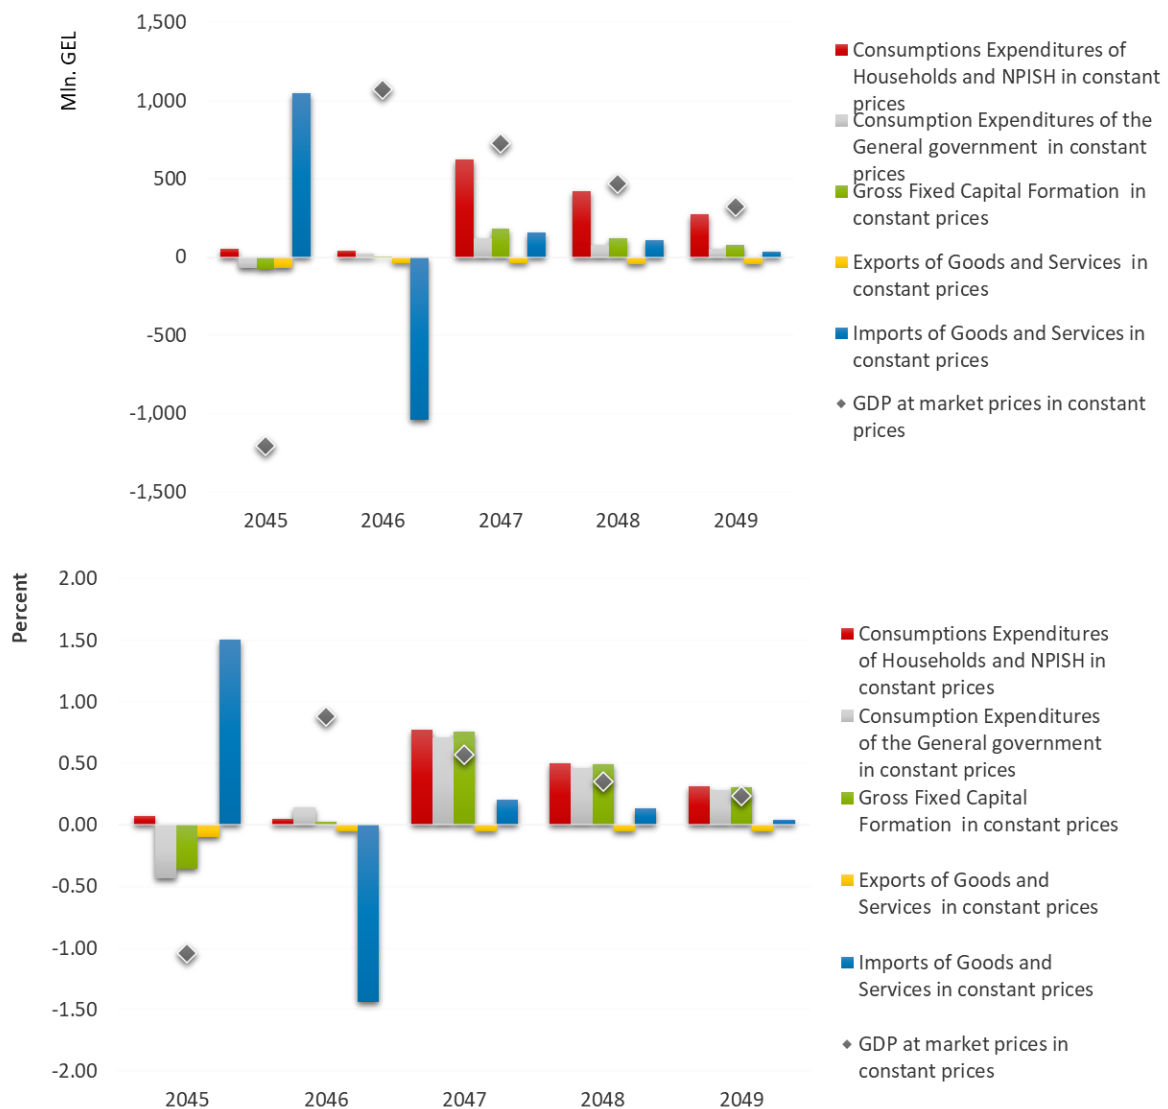 Mln. GEL
1,500
1,000
500
0
-500
-1,000
-1,500
2045 2046 2047 2048 2049
Consumptions Expenditures of
Households and NPISH in constant
prices
Consumption Expenditures of the
General government in constant
prices
Gross Fixed Capital Formation in
constant prices
Exports of Goods and Services in
constant prices
Imports of Goods and Services in
constant prices
GDP at market prices in constant
prices
Percent
2.00
1.50
1.00
0.50
0.00
-0.50
-1.00
-1.50
-2.00
2045 2046 2047 2048 2049
Consumptions Expenditures
of Households and NPISH in
constant prices
Consumption Expenditures
of the General government
in constant prices
Gross Fixed Capital
Formation in constant prices
Exports of Goods and
Services in constant prices
Imports of Goods and
Services in constant prices
GDP at market prices in
constant prices